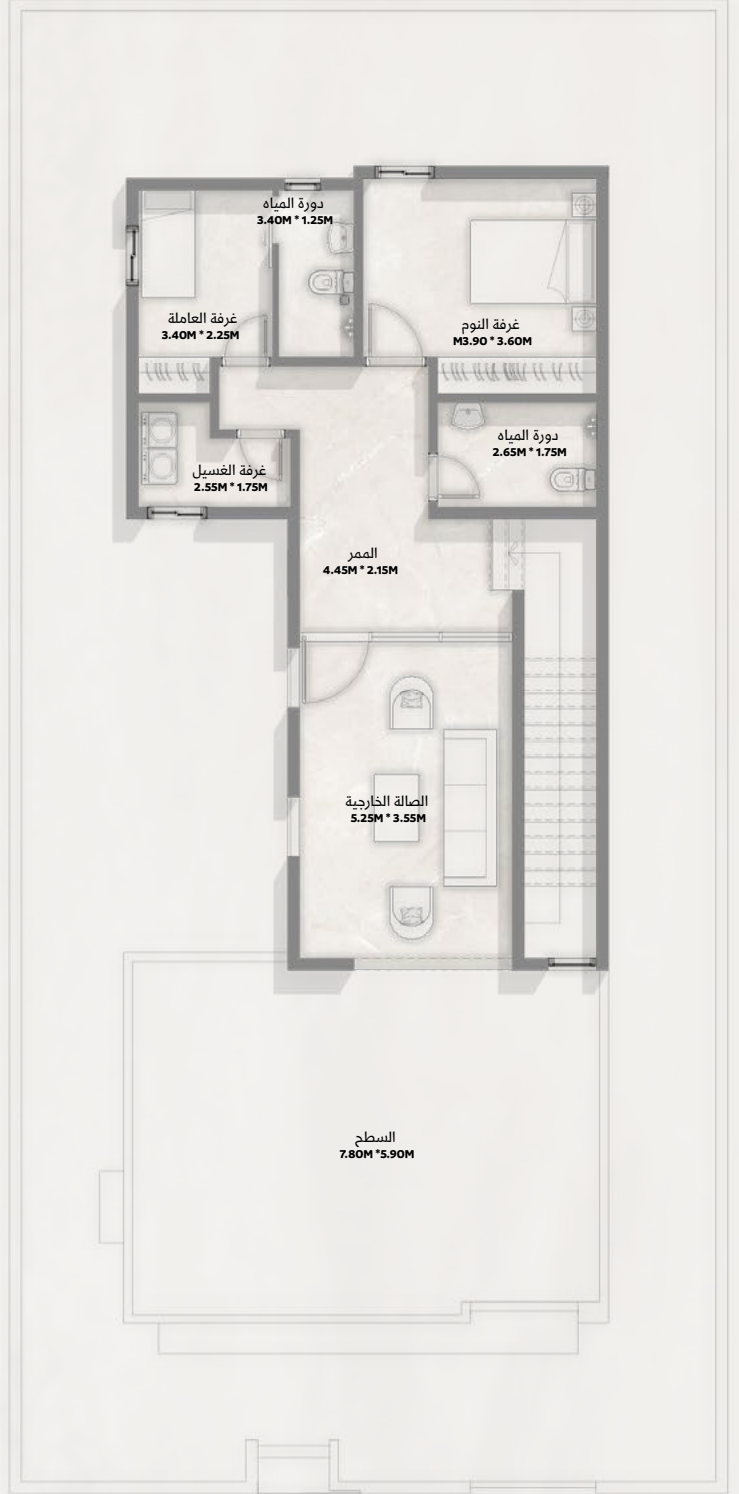 دورة المياه
3.40M * 1.25M
غرفة العاملة
3.40M * 2.25M
غرفة النوم
M3.90 * 3.60M
دورة المياه
2.65M * 1.75M
غرفة الغسيل
2.55M * 1.75M
الممر
4.45M * 2.15M
الصالة الخارجية
5.25M * 3.55M
السطح
7.80M *5.90M